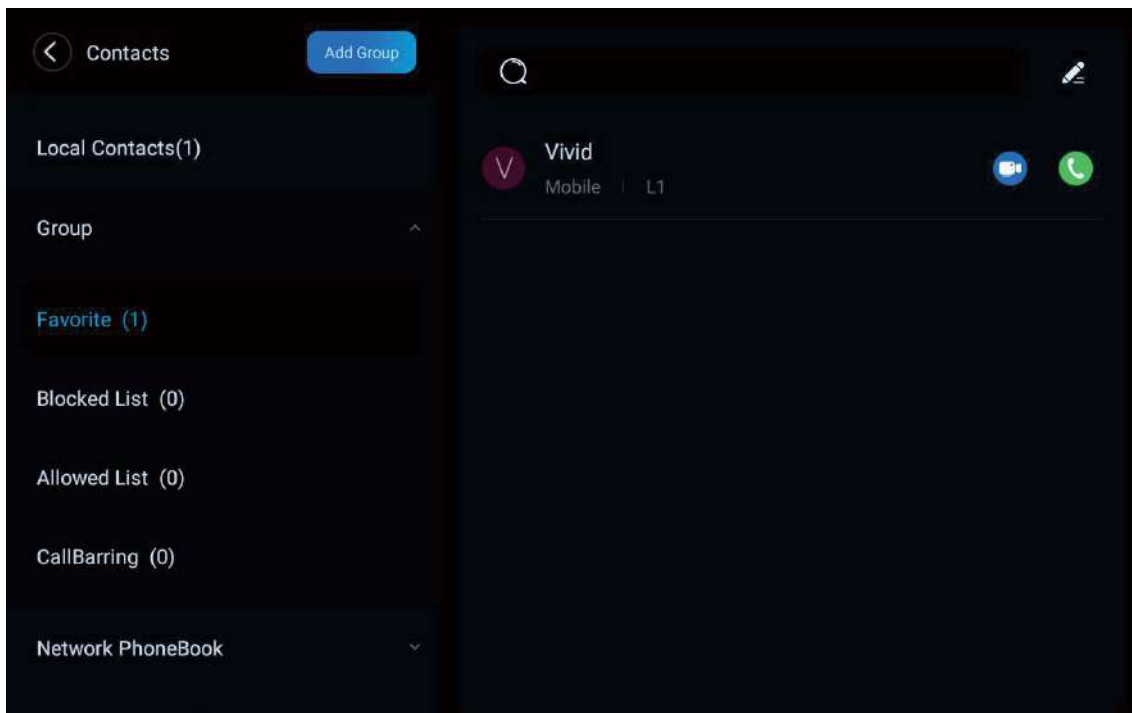 Contacts
Add Group
Local Contacts(1)
Group
Favorite (1)
Blocked List (0)
Allowed List (0)
CallBarring (0)
Network PhoneBook
V
Vivid
Mobile | L1